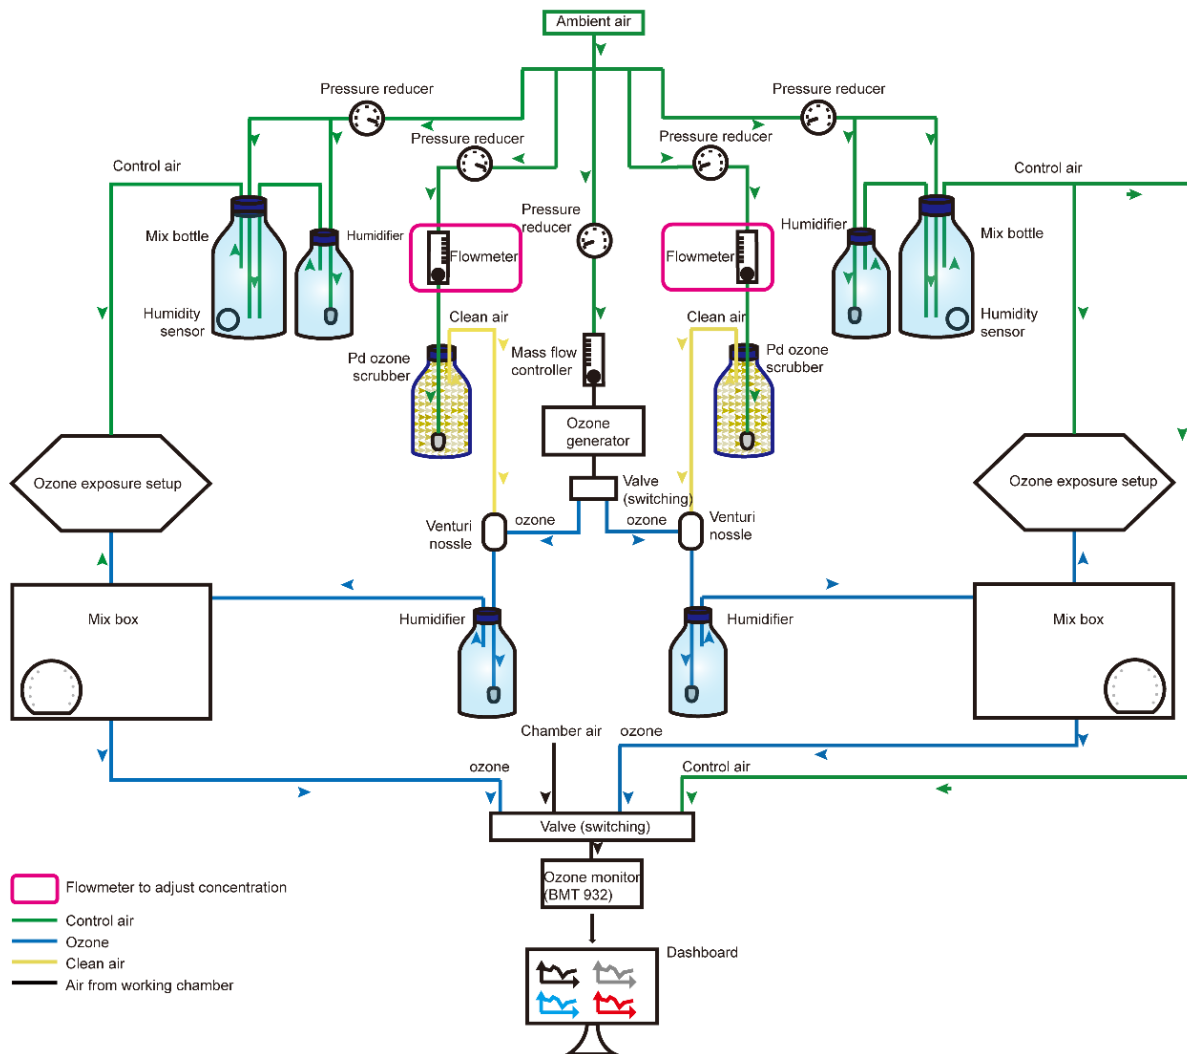 Ambient air
Pressure reducer
Pressure reducer
Pressure reducer
Pressure reducer
Control air
Control air
Pressure
reducer
Mix bottle
Humidifier
Flowmeter
Flowmeter
Humidifier
Mix bottle
Humidity
sensor
Humidity
sensor
Clean air
Clean air
Pd ozone
scrubber
Mass flow
controller
Pd ozone
scrubber
Ozone
generator
Ozone exposure setup
Valve
(switching)
Ozone exposure setup
Venturi
nossle
ozone
ozone
Venturi
nossle
Mix box
Humidifier
Humidifier
Mix box
Chamber air
ozone
ozone
Control air
Valve (switching)
Ozone monitor
(BMT 932)
Flowmeter to adjust concentration
Control air
Ozone
Clean air
Air from working chamber
Dashboard